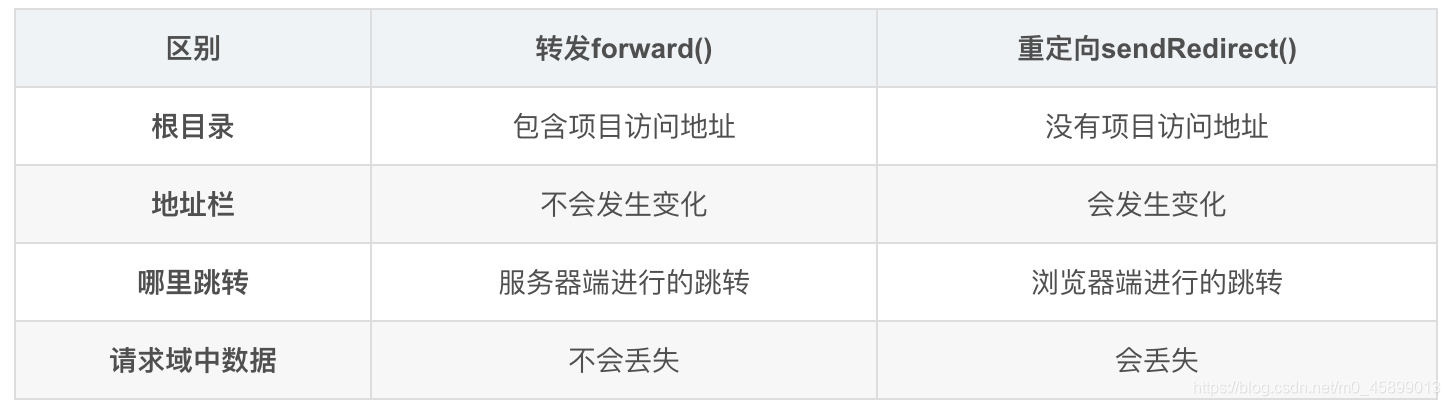 区别 转发forward() 重定向sendRedirect()
根目录 包含项目访问地址 没有项目访问地址
地址栏 不会发生变化 会发生变化
哪里跳转 服务器端进行的跳转 浏览器端进行的跳转
请求域中数据 不会丢失 会丢失
https://blog.csdn.net/m0_45899013